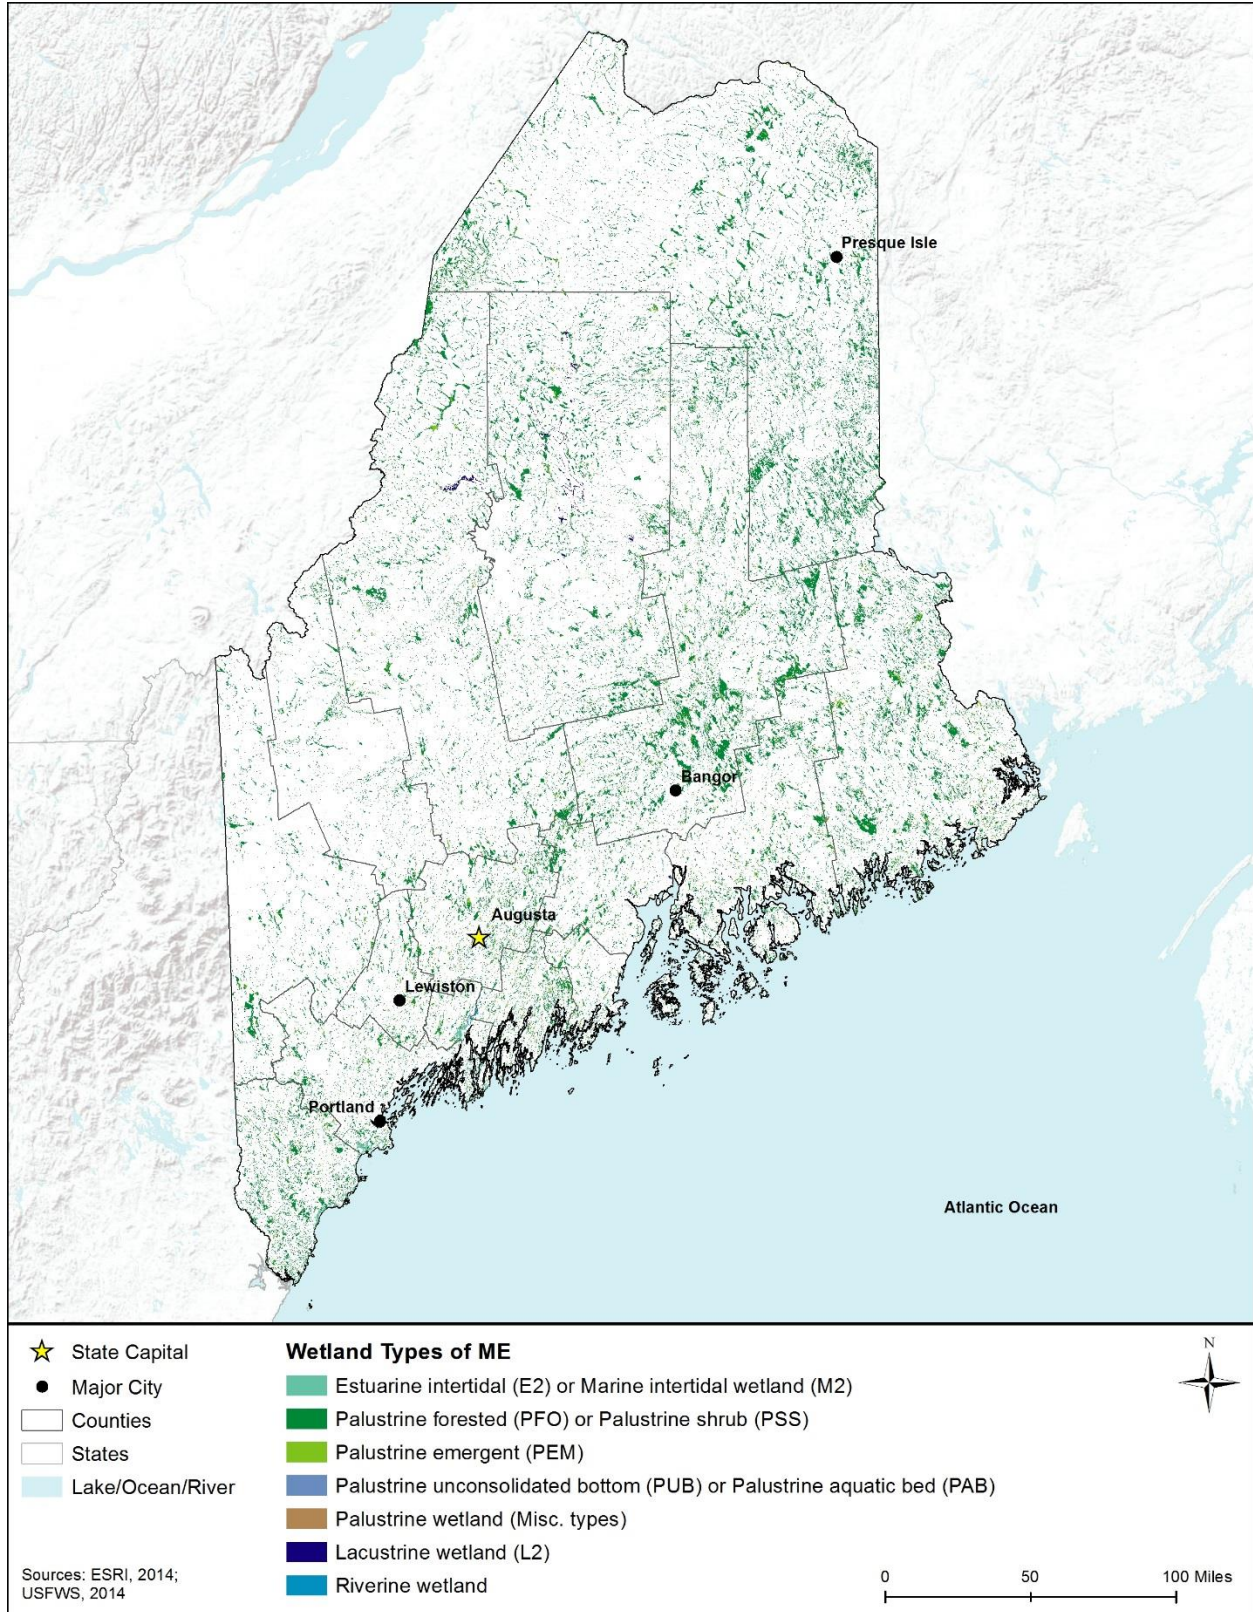 Presque Isle
Bangor
Augusta
Lewiston
Portland
Atlantic Ocean
State Capital
Major City
Counties
States
Lake/Ocean/River
Sources: ESRI, 2014;
USFWS, 2014
Wetland Types of ME
Estuarine intertidal (E2) or Marine intertidal wetland (M2)
Palustrine forested (PFO) or Palustrine shrub (PSS)
Palustrine emergent (PEM)
Palustrine unconsolidated bottom (PUB) or Palustrine aquatic bed (PAB)
Palustrine wetland (Misc. types)
Lacustrine wetland (L2)
Riverine wetland
N
0 50 100 Miles